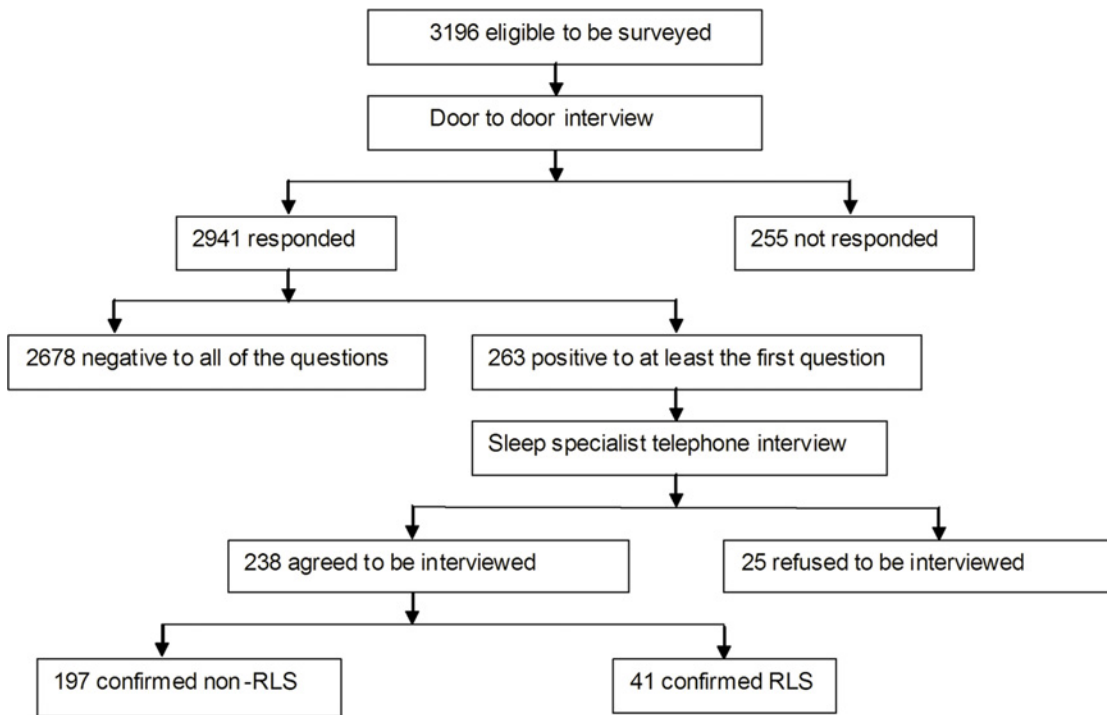 3196 eligible to be surveyed
Door to door interview
2941 responded
255 not responded
2678 negative to all of the questions
263 positive to at least the first question
Sleep specialist telephone interview
238 agreed to be interviewed
25 refused to be interviewed
197 confirmed non-RLS
41 confirmed RLS